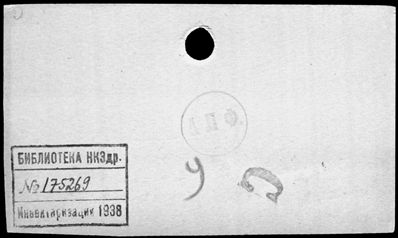 БИБЛИОТЕКА НКЗдр.
№ 175269
Инвентаризация 1938